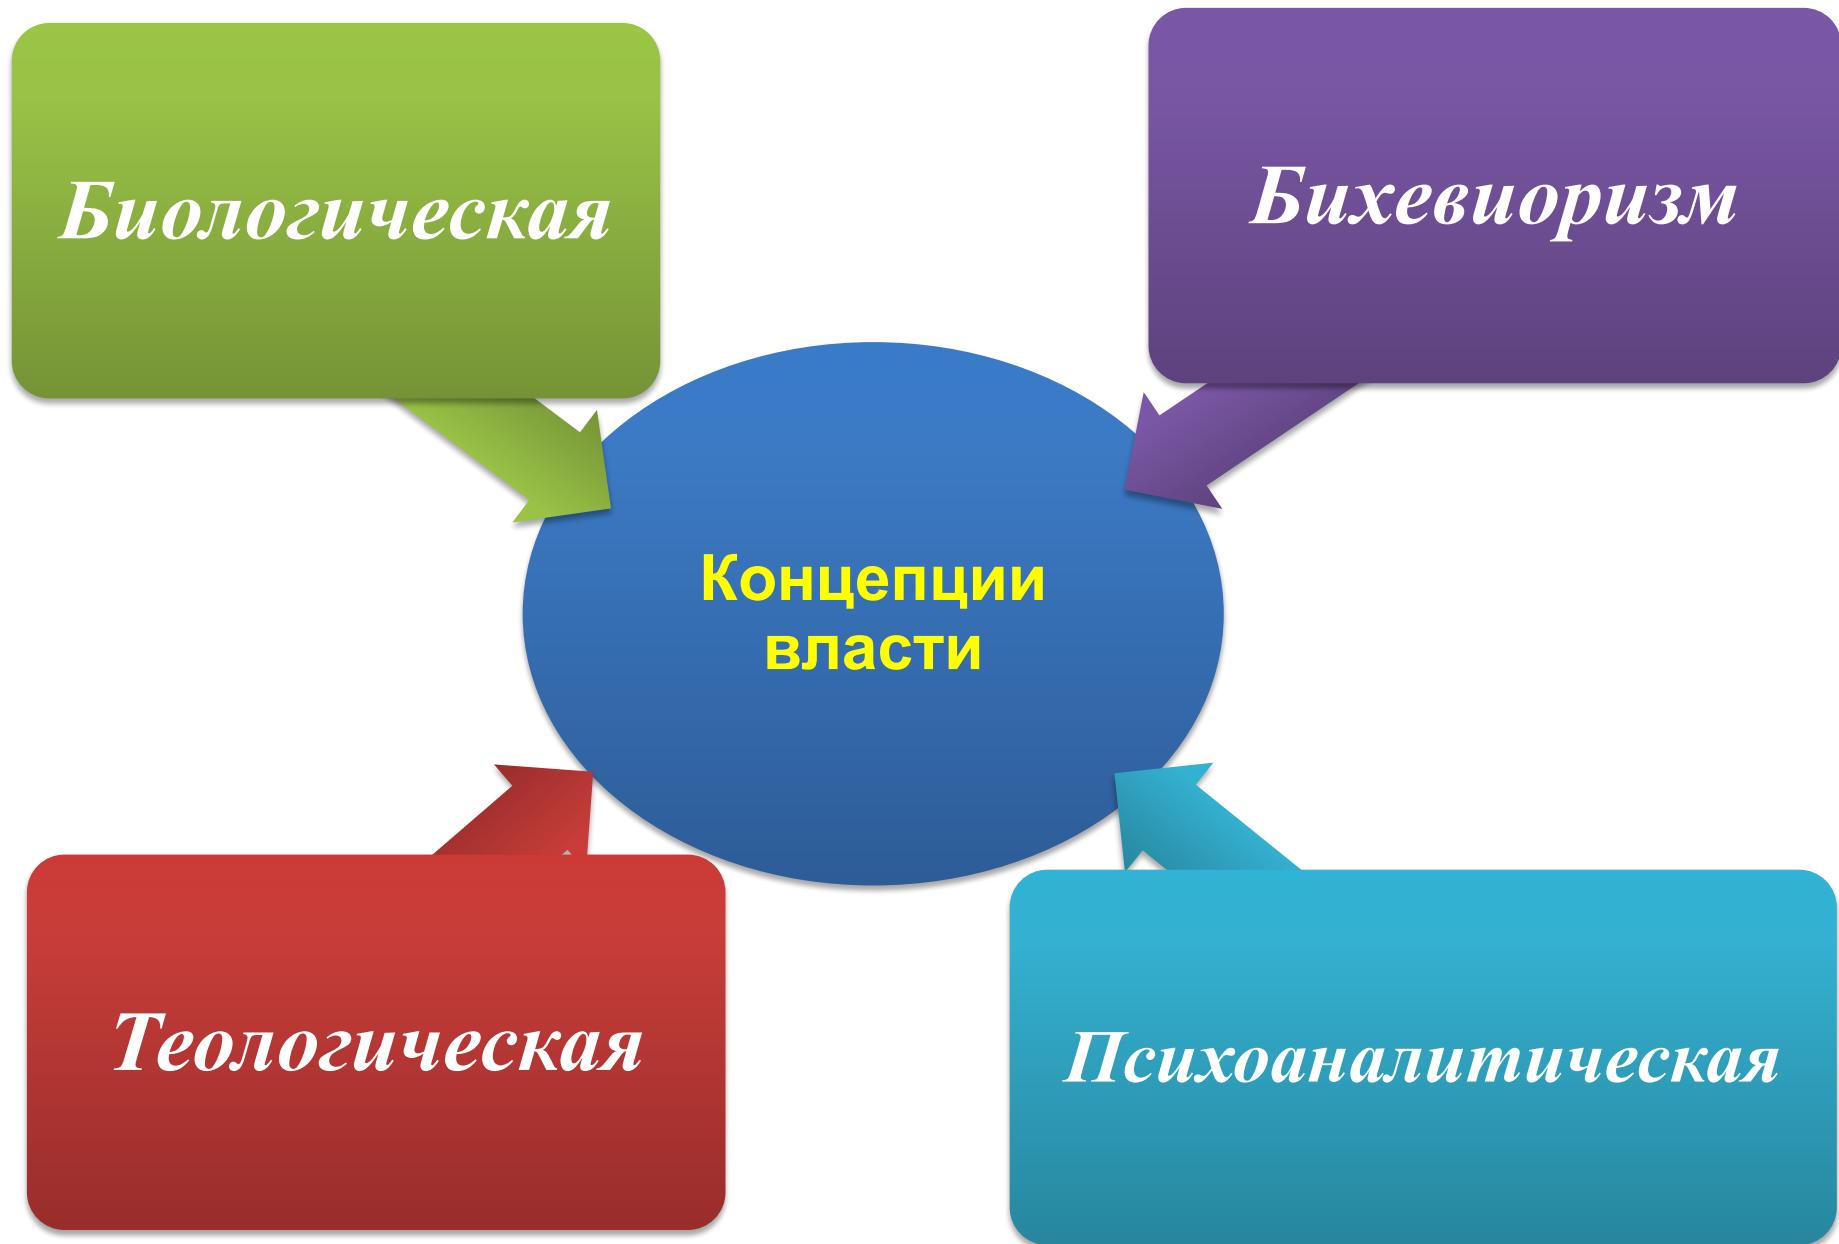 Биологическая
Бихевиоризм
Концепции
власти
Теологическая
Психоаналитическая